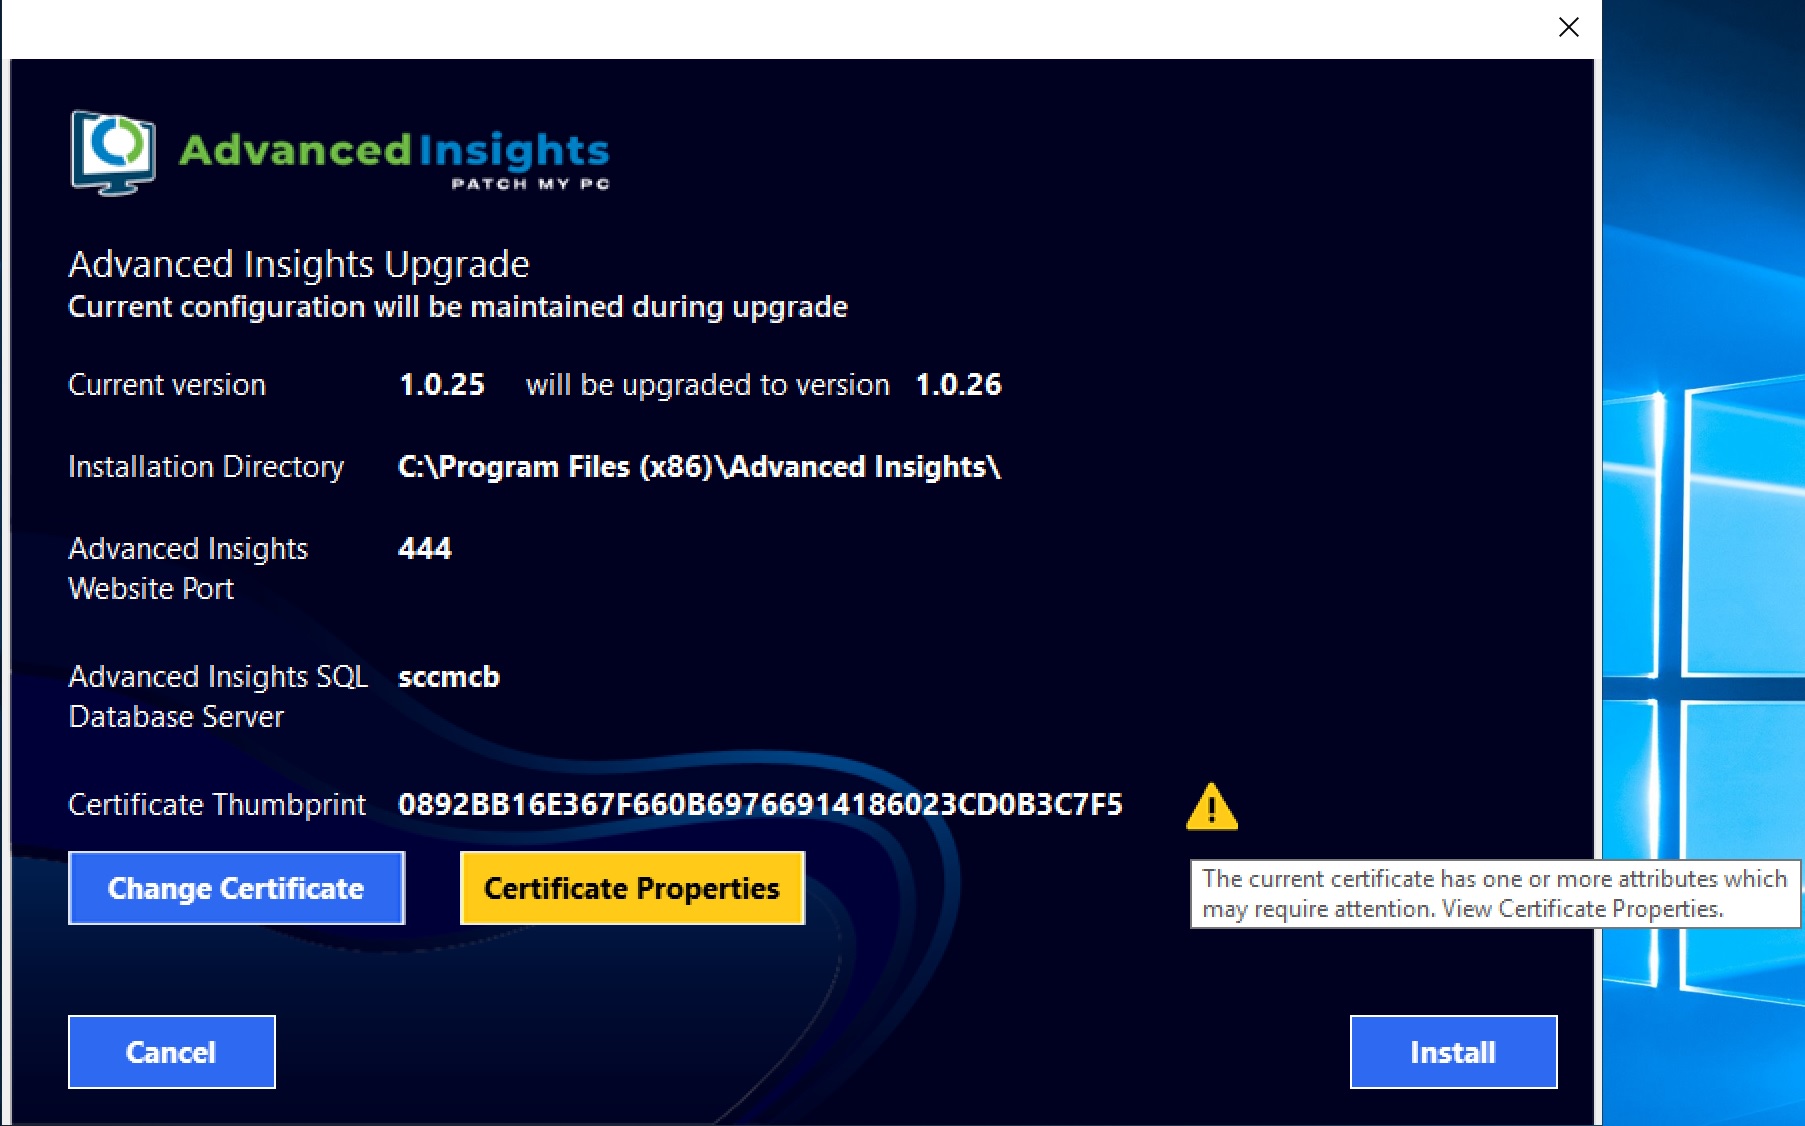 Advanced Insights
PATCH MY PC
Advanced Insights Upgrade
Current configuration will be maintained during upgrade
Current version 1.0.25 will be upgraded to version 1.0.26
Installation Directory C:\Program Files (x86)\Advanced Insights\
Advanced Insights 444
Website Port
Advanced Insights SQL sccmcb
Database Server
Certificate Thumbprint 0892BB16E367F660B69766914186023CD0B3C7F5
Change Certificate Certificate Properties
The current certificate has one or more attributes which
may require attention. View Certificate Properties.
Cancel Install